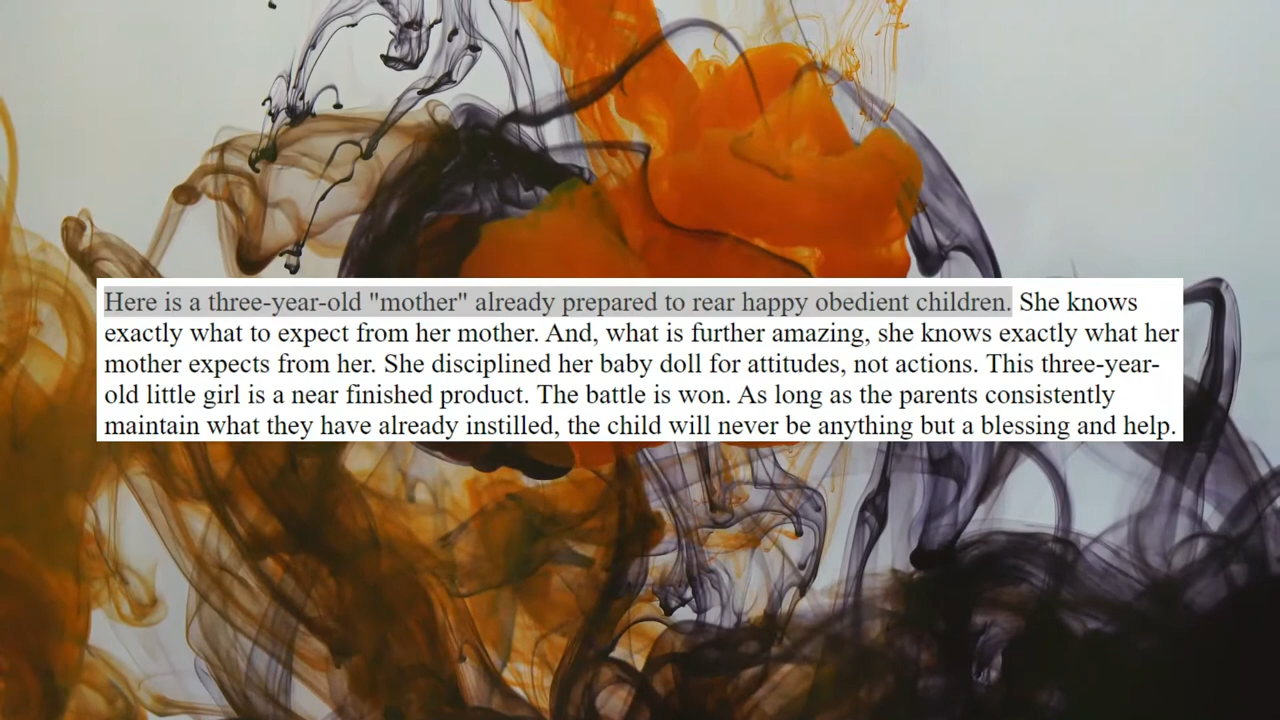 Here is a three-year-old "mother" already prepared to rear happy obedient children. She knows
exactly what to expect from her mother. And, what is further amazing, she knows exactly what her
mother expects from her. She disciplined her baby doll for attitudes, not actions. This three-year-
old little girl is a near finished product. The battle is won. As long as the parents consistently
maintain what they have already instilled, the child will never be anything but a blessing and help.